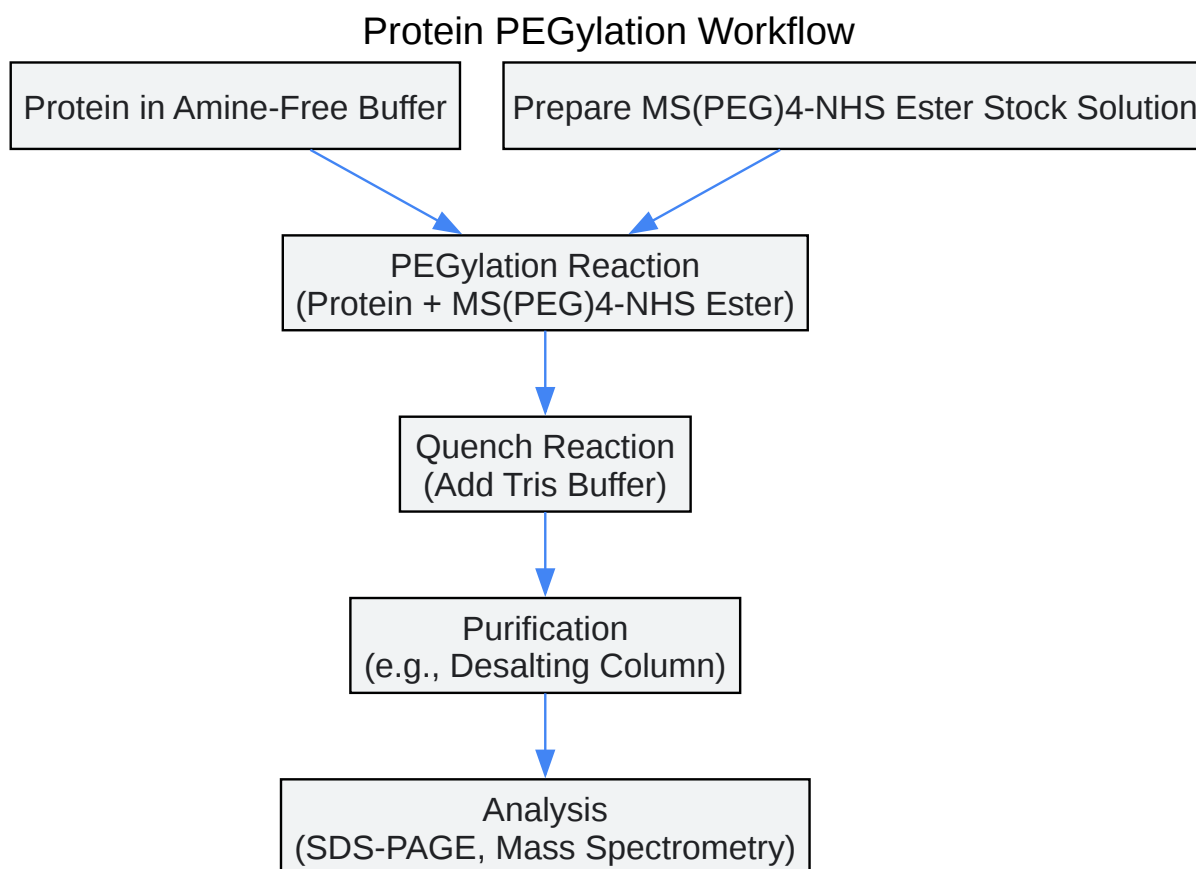 Protein PEGylation Workflow
Protein in Amine-Free Buffer
Prepare MS(PEG)4-NHS Ester Stock Solution
PEGylation Reaction
(Protein + MS(PEG)4-NHS Ester)
Quench Reaction
(Add Tris Buffer)
Purification
(e.g., Desalting Column)
Analysis
(SDS-PAGE, Mass Spectrometry)